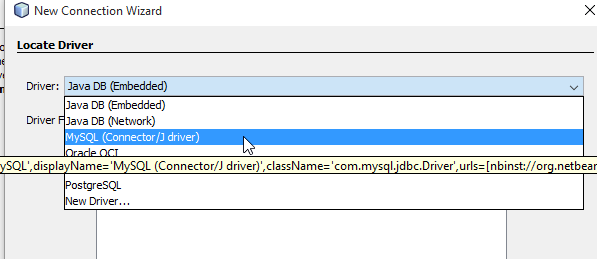 New Connection Wizard
Locate Driver
Driver: Java DB (Embedded)
Java DB (Embedded)
Driver F
Java DB (Network)
MySQL (Connector/J driver)
Oracle OCI
ySQL',displayName='MySQL (Connector/J driver)',className='com.mysql.jdbc.Driver',urls=[nbinst://org.netbear
PostgreSQL
New Driver...